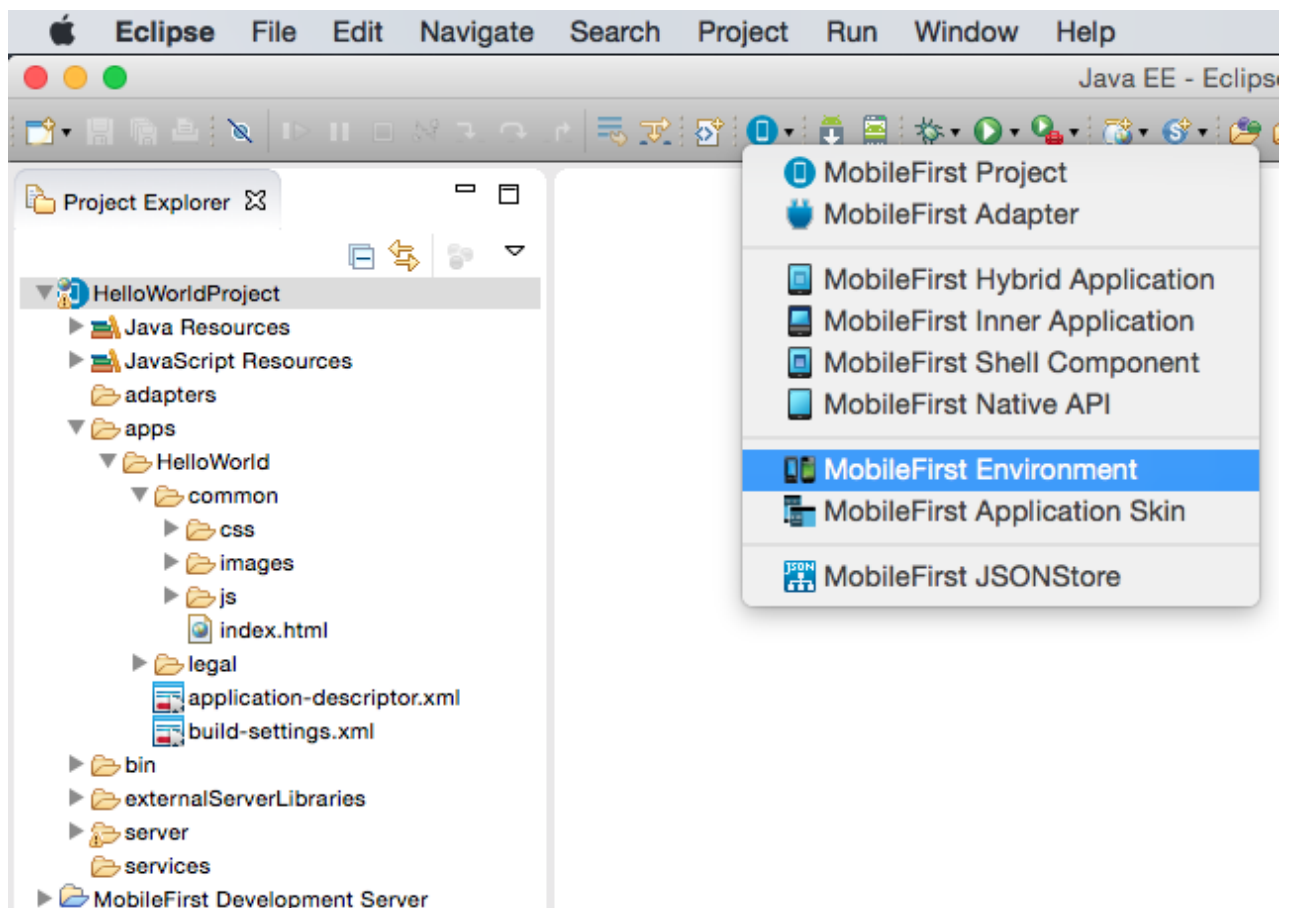 Eclipse File Edit Navigate Search Project Run Window Help
Java EE - Eclipse
Project Explorer
MobileFirst Project
MobileFirst Adapter
MobileFirst Hybrid Application
MobileFirst Inner Application
MobileFirst Shell Component
MobileFirst Native API
MobileFirst Environment
MobileFirst Application Skin
JSON
MobileFirst JSONStore
HelloWorldProject
Java Resources
JavaScript Resources
adapters
apps
HelloWorld
common
css
images
js
index.html
legal
application-descriptor.xml
build-settings.xml
bin
externalServerLibraries
server
services
MobileFirst Development Server